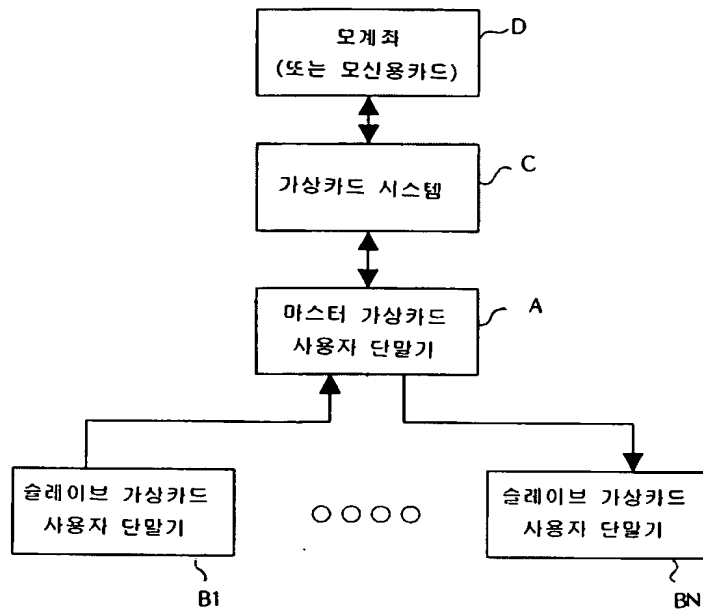 모계좌
(또는 모신용카드)
D
가상카드 시스템
C
마스터 가상카드
사용자 단말기
A
슬레이브 가상카드
사용자 단말기
B1
슬레이브 가상카드
사용자 단말기
BN